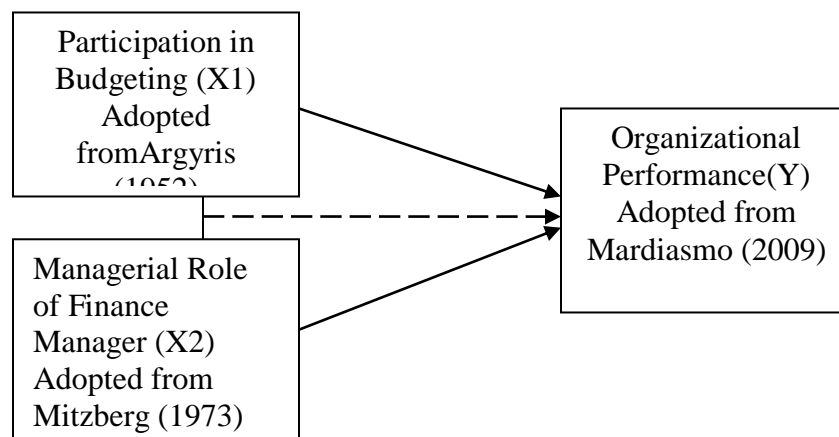 Participation in
Budgeting (X1)
Adopted
fromArgyris
(1952)
Managerial Role
of Finance
Manager (X2)
Adopted from
Mitzberg (1973)
Organizational
Performance(Y)
Adopted from
Mardiasmo (2009)